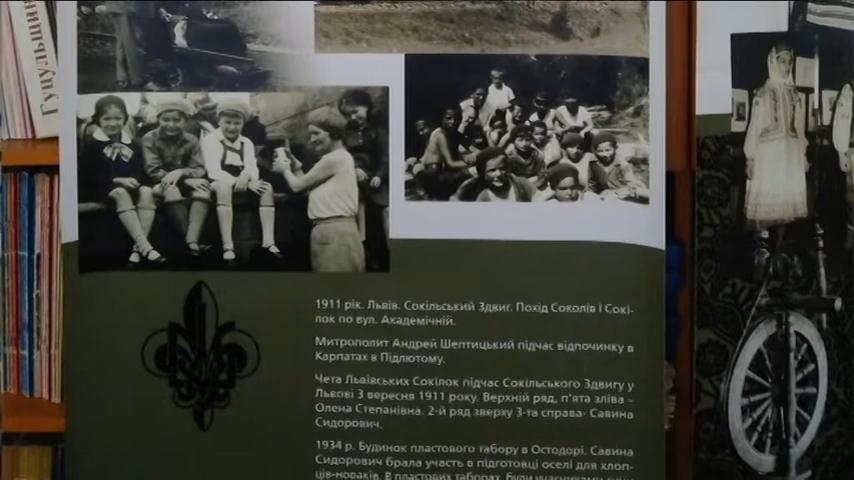 Гуцульщин
1911 рік. Львів. Сокільський Здвиг. Похід Соколів і Сокі-
лок по вул. Академічній.
Митрополит Андрей Шептицький підчас відпочинку в
Карпатах в Підлютому.
Чета Львівських Соколок підчас Сокільського Здвигу у
Львові 3 вересня 1911 року. Верхній ряд, п'ята зліва –
Олена Степанівна. 2-й ряд зверху 3-та справа- Савина
Сидорович.
1934 р. Будинок пластового табору в Остодорі. Савина
Сидорович брала участь в підготовці оселі для хлоп-
ців-новаків. В пластових таборах, були учасниками